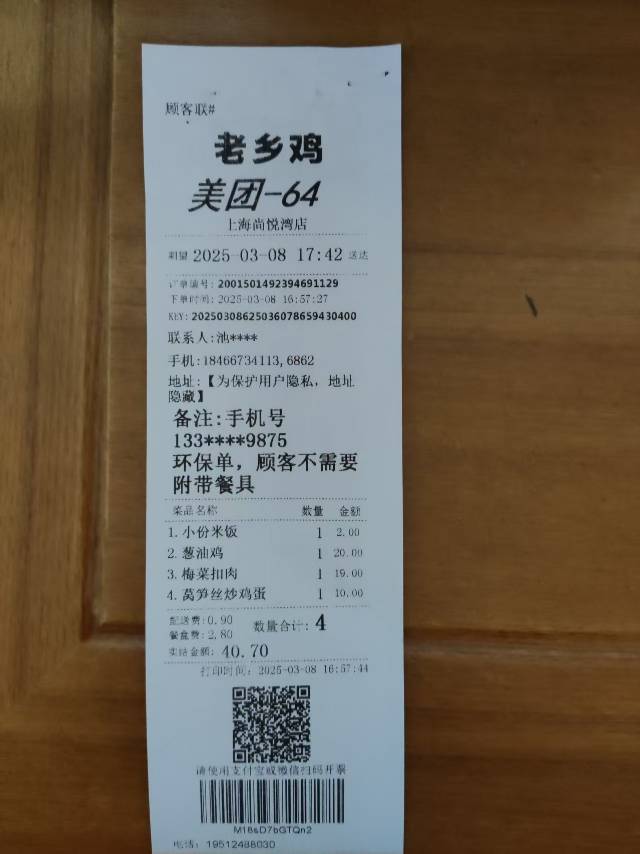 顾客联#
老乡鸡
美团-64
上海尚悦湾店
期望 2025-03-08 17:42 送达
订单编号: 2001501492394691129
下单时间: 2025-03-08 16:57:27
KEY: 20250308625036078659430400
联系人:池****
手机:18466734113,6862
地址:【为保护用户隐私，地址
隐藏】
备注:手机号
133****9875
环保单，顾客不需要
附带餐具
菜品名称 数量 金额
1. 小份米饭 1 2.00
2. 葱油鸡 1 20.00
3. 梅菜扣肉 1 19.00
4. 莴笋丝炒鸡蛋 1 10.00
配送费:0.90
餐盒费:2.80
数量合计: 4
实结金额: 40.70
打印时间: 2025-03-08 16:57:44
请使用支付宝或微信扫码开票
M18sD7bGTQn2
电话: 19512488030